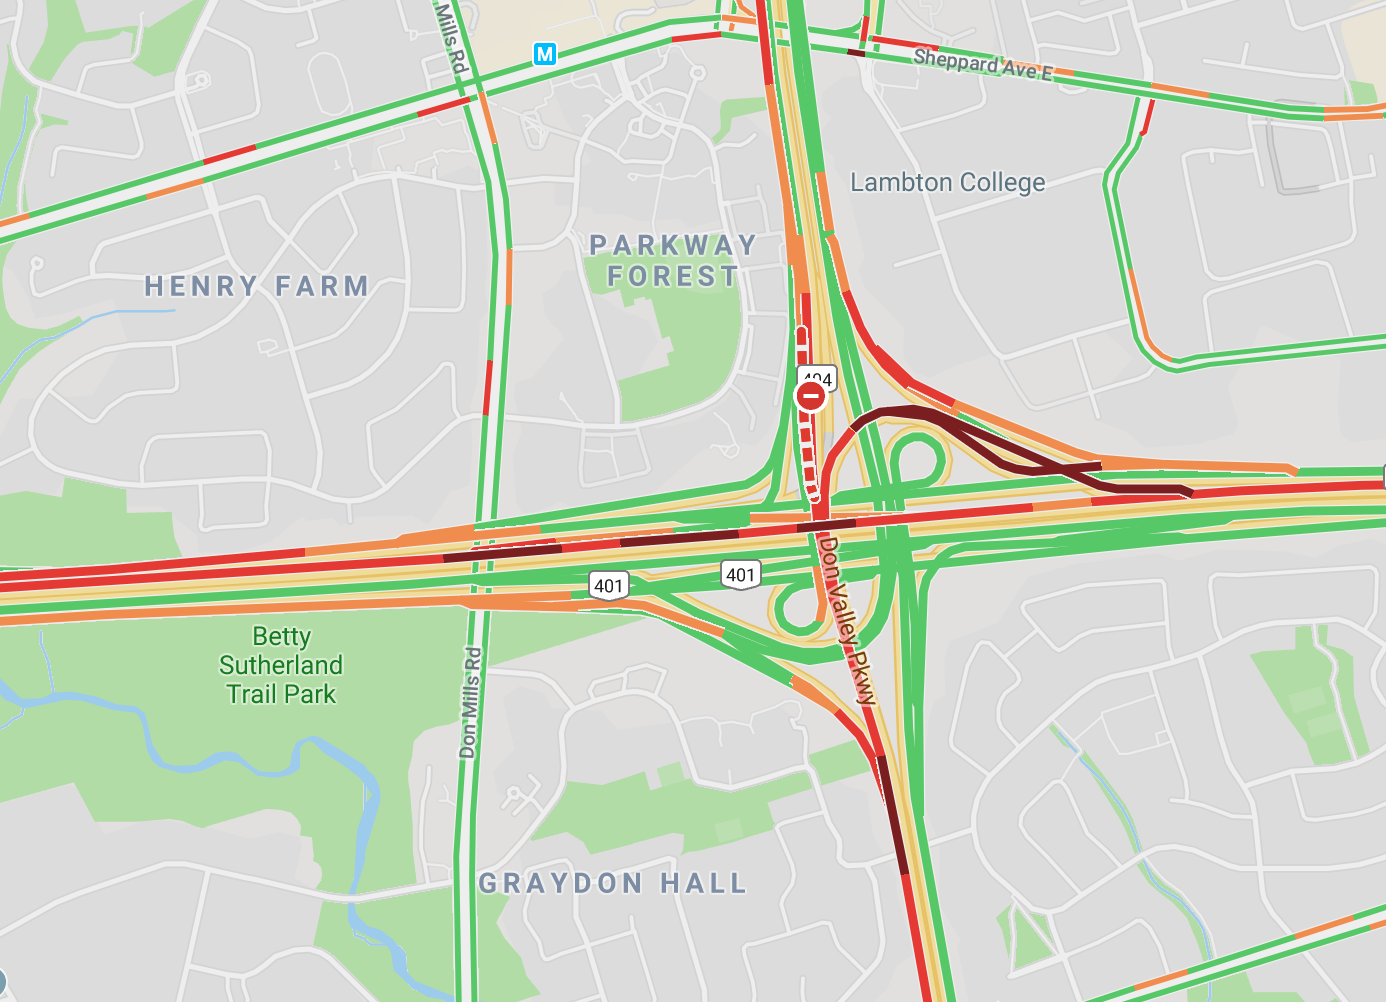 Mills Rd
M
Sheppard Ave E
Lambton College
PARKWAY
FOREST
HENRY FARM
404
401
401
Don Valley Pkwy
Betty
Sutherland
Trail Park
Don Mills Rd
GRAYDON HALL